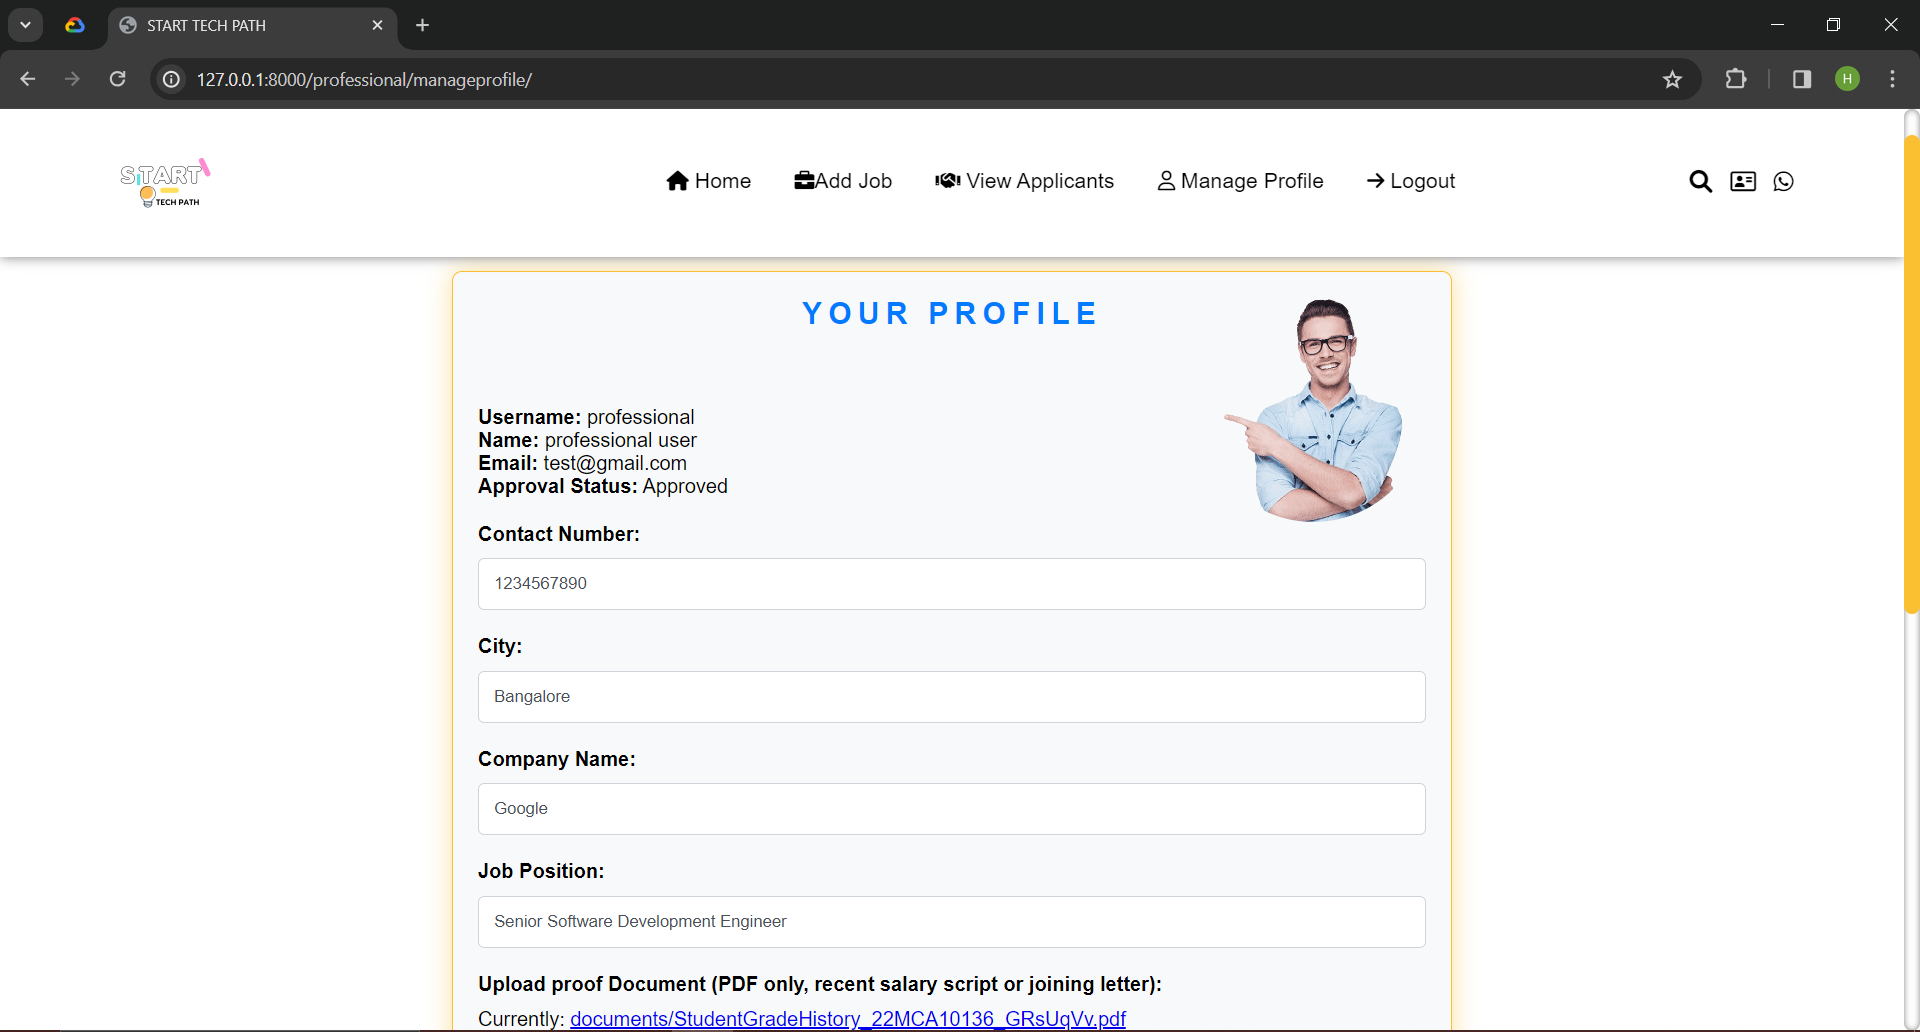 START TECH PATH
127.0.0.1:8000/professional/manageprofile/
H
START
TECH PATH
Home Add Job View Applicants Manage Profile Logout
YOUR PROFILE
Username: professional
Name: professional user
Email: test@gmail.com
Approval Status: Approved
Contact Number:
1234567890
City:
Bangalore
Company Name:
Google
Job Position:
Senior Software Development Engineer
Upload proof Document (PDF only, recent salary script or joining letter):
Currently: documents/StudentGradeHistory_22MCA10136_GRsUqVv.pdf